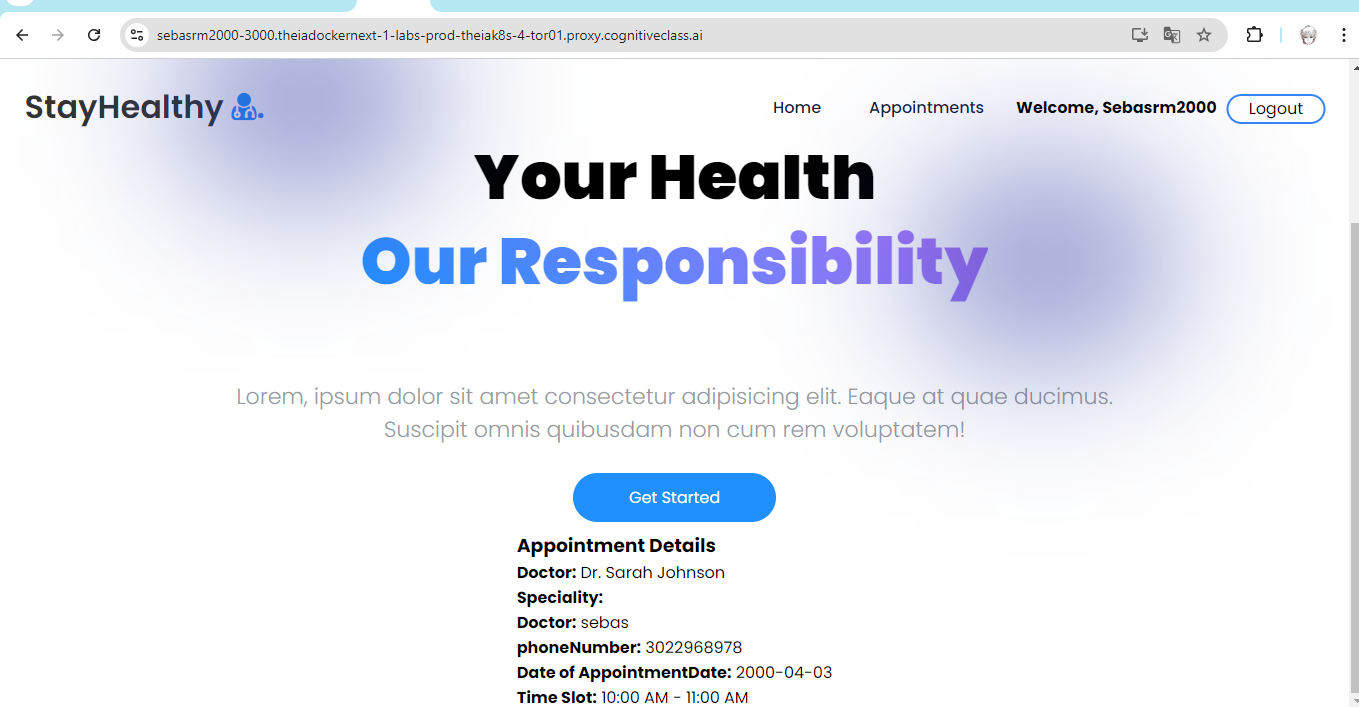 sebasrm2000-3000.theiadockernext-1-labs-prod-theiak8s-4-tor01.proxy.cognitiveclass.ai
StayHealthy .
Home Appointments Welcome, Sebasrm2000 Logout
Your Health
Our Responsibility
Lorem, ipsum dolor sit amet consectetur adipisicing elit. Eaque at quae ducimus.
Suscipit omnis quibusdam non cum rem voluptatem!
Get Started
Appointment Details
Doctor: Dr. Sarah Johnson
Speciality:
Doctor: sebas
phoneNumber: 3022968978
Date of AppointmentDate: 2000-04-03
Time Slot: 10:00 AM - 11:00 AM